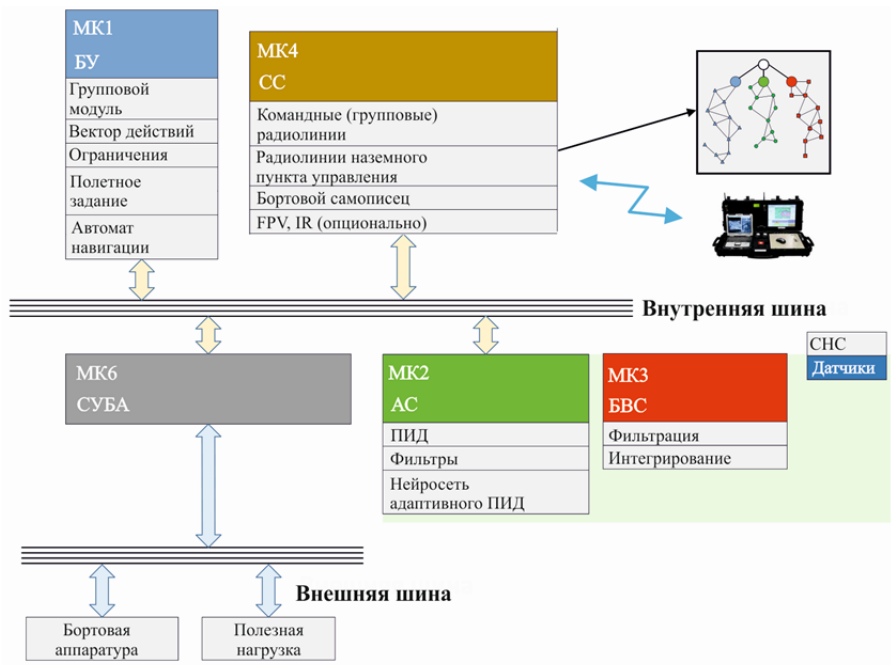 МК1
БУ
Групповой
модуль
Вектор действий
Ограничения
Полетное
задание
Автомат
навигации
МК4
СС
Командные (групповые)
радиолинии
Радиолинии наземного
пункта управления
Бортовой самописец
FPV, IR (опционально)
Внутренняя шина
МК6
СУБА
МК2
АС
ПИД
Фильтры
Нейросеть
адаптивного ПИД
МК3
БВС
Фильтрация
Интегрирование
СНС
Датчики
Внешняя шина
Бортовая
аппаратура
Полезная
нагрузка